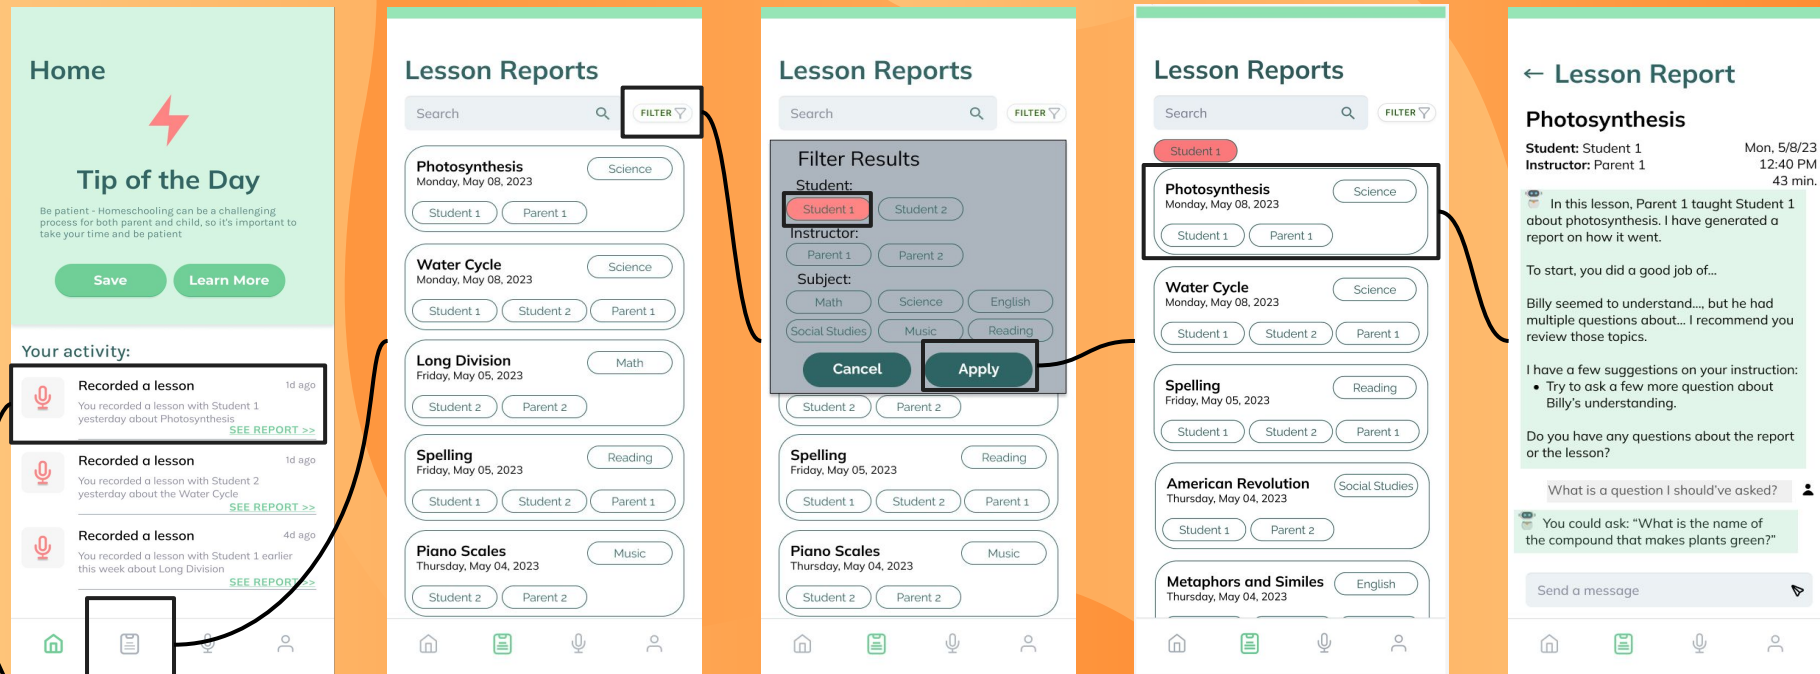 Home
Tip of the Day
Be patient - Homeschooling can be a challenging
process for both parent and child, so it's important to
take your time and be patient
Save
Learn More
Your activity:
Recorded a lesson
1d ago
You recorded a lesson with Student 1
yesterday about Photosynthesis
SEE REPORT >>
Recorded a lesson
1d ago
You recorded a lesson with Student 2
yesterday about the Water Cycle
SEE REPORT >>
Recorded a lesson
4d ago
You recorded a lesson with Student 1 earlier
this week about Long Division
SEE REPORT >>
Lesson Reports
Search
FILTER
Photosynthesis
Science
Monday, May 08, 2023
Student 1
Parent 1
Water Cycle
Science
Monday, May 08, 2023
Student 1
Student 2
Parent 1
Long Division
Math
Friday, May 05, 2023
Student 2
Parent 2
Spelling
Reading
Friday, May 05, 2023
Student 1
Student 2
Parent 1
Piano Scales
Music
Thursday, May 04, 2023
Student 2
Parent 2
Lesson Reports
Search
FILTER
Filter Results
Student:
Student 1
Student 2
Instructor:
Parent 1
Parent 2
Subject:
Math
Science
English
Social Studies
Music
Reading
Cancel
Apply
Student 2
Parent 2
Spelling
Reading
Friday, May 05, 2023
Student 1
Student 2
Parent 1
Piano Scales
Music
Thursday, May 04, 2023
Student 2
Parent 2
Lesson Reports
Search
FILTER
Student 1
Photosynthesis
Science
Monday, May 08, 2023
Student 1
Parent 1
Water Cycle
Science
Monday, May 08, 2023
Student 1
Student 2
Parent 1
Spelling
Reading
Friday, May 05, 2023
Student 1
Student 2
Parent 1
American Revolution
Social Studies
Thursday, May 04, 2023
Student 1
Parent 2
Metaphors and Similes
English
Thursday, May 04, 2023
← Lesson Report
Photosynthesis
Student: Student 1
Mon, 5/8/23
Instructor: Parent 1
12:40 PM
43 min.
In this lesson, Parent 1 taught Student 1
about photosynthesis. I have generated a
report on how it went.
To start, you did a good job of...
Billy seemed to understand..., but he had
multiple questions about... I recommend you
review those topics.
I have a few suggestions on your instruction:
• Try to ask a few more question about
Billy's understanding.
Do you have any questions about the report
or the lesson?
What is a question I should've asked?
You could ask: “What is the name of
the compound that makes plants green?”
Send a message